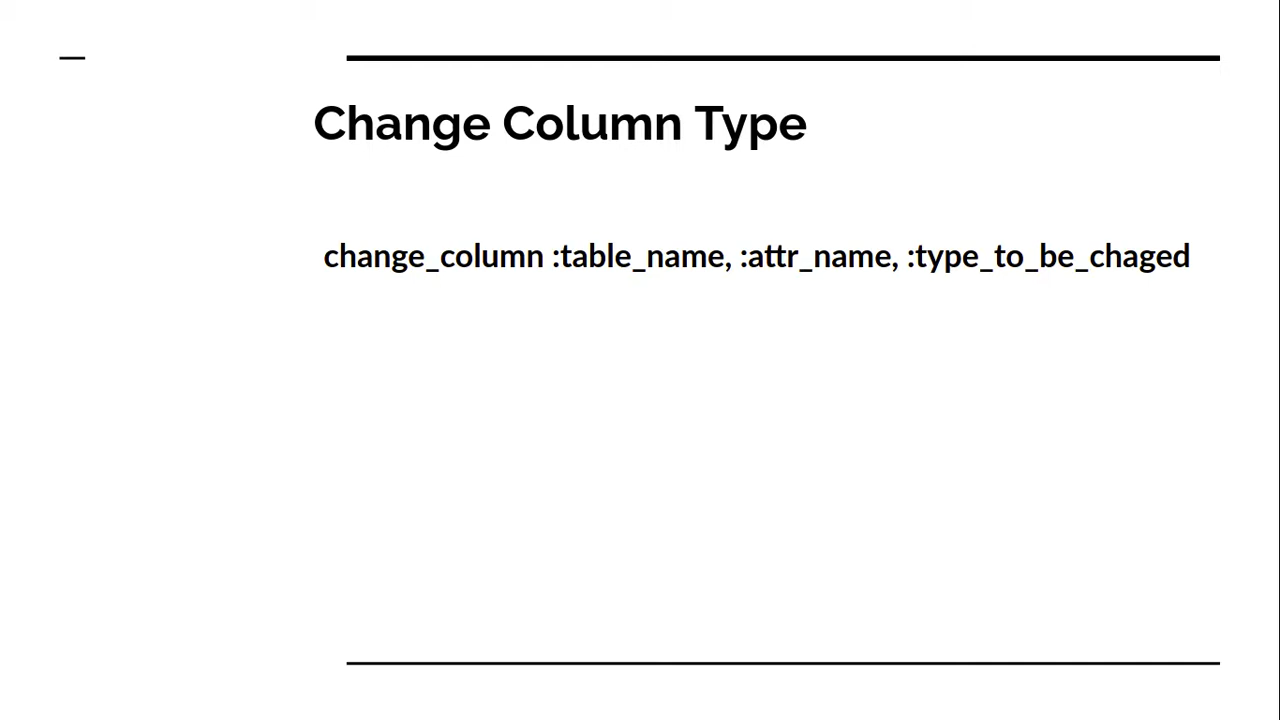 Change Column Type
change_column :table_name, :attr_name, :type_to_be_chaged